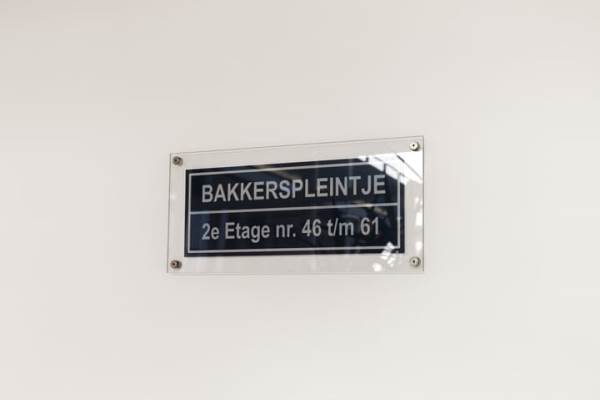 BAKKERSPLEINTJE
2e Etage nr. 46 t/m 61